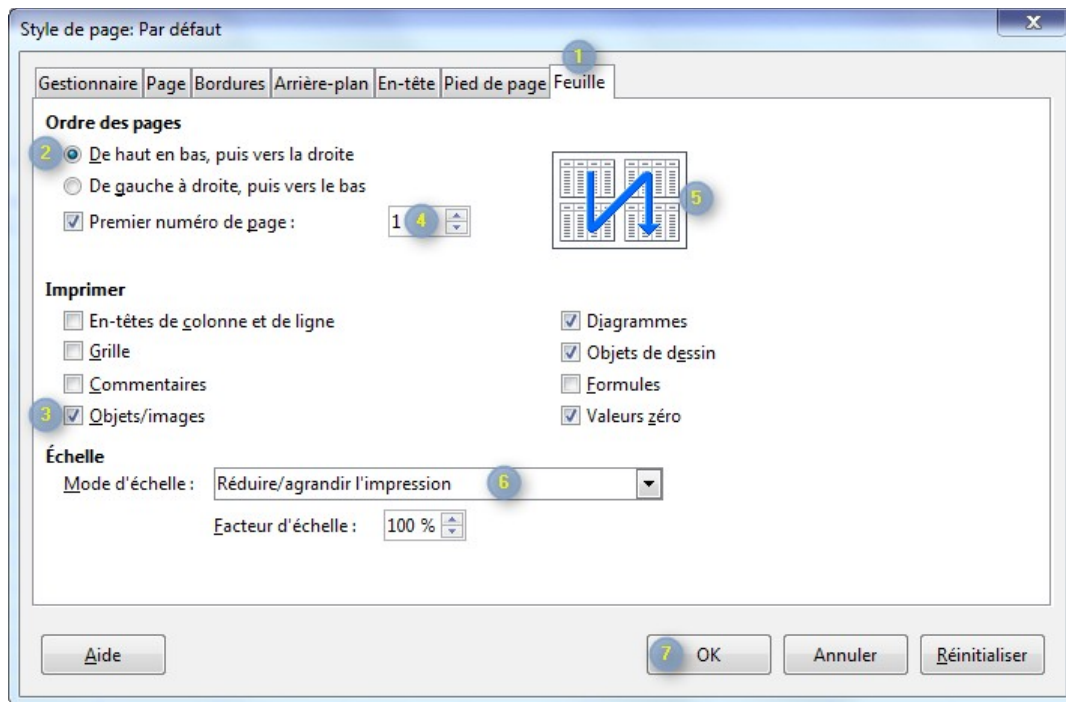 Style de page: Par défaut
X
1
Gestionnaire Page Bordures Arrière-plan En-tête Pied de page Feuille
Ordre des pages
2 De haut en bas, puis vers la droite
De gauche à droite, puis vers le bas
5
Premier numéro de page : 1 4
Imprimer
En-têtes de colonne et de ligne Diagrammes
Grille Objets de dessin
Commentaires Formules
3 Objets/images Valeurs zéro
Échelle
Mode d'échelle : Réduire/agrandir l'impression 6
Facteur d'échelle : 100 %
Aide 7 OK Annuler Réinitialiser